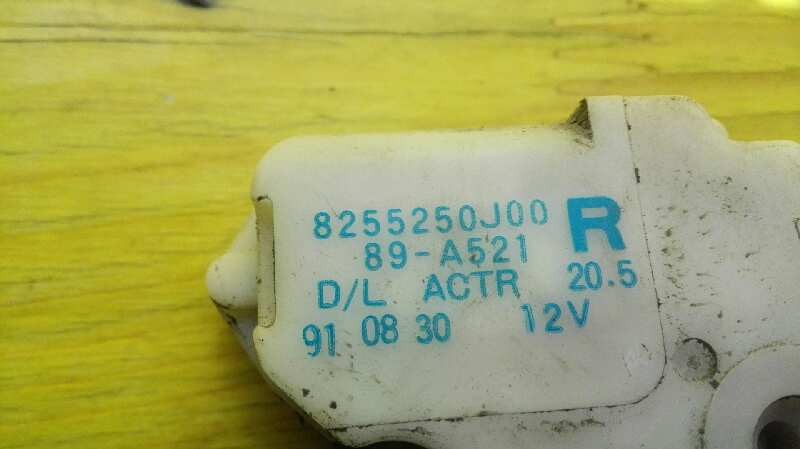 8255250J00 R
89-A521
D/L ACTR 20.5
91 08 30 12V